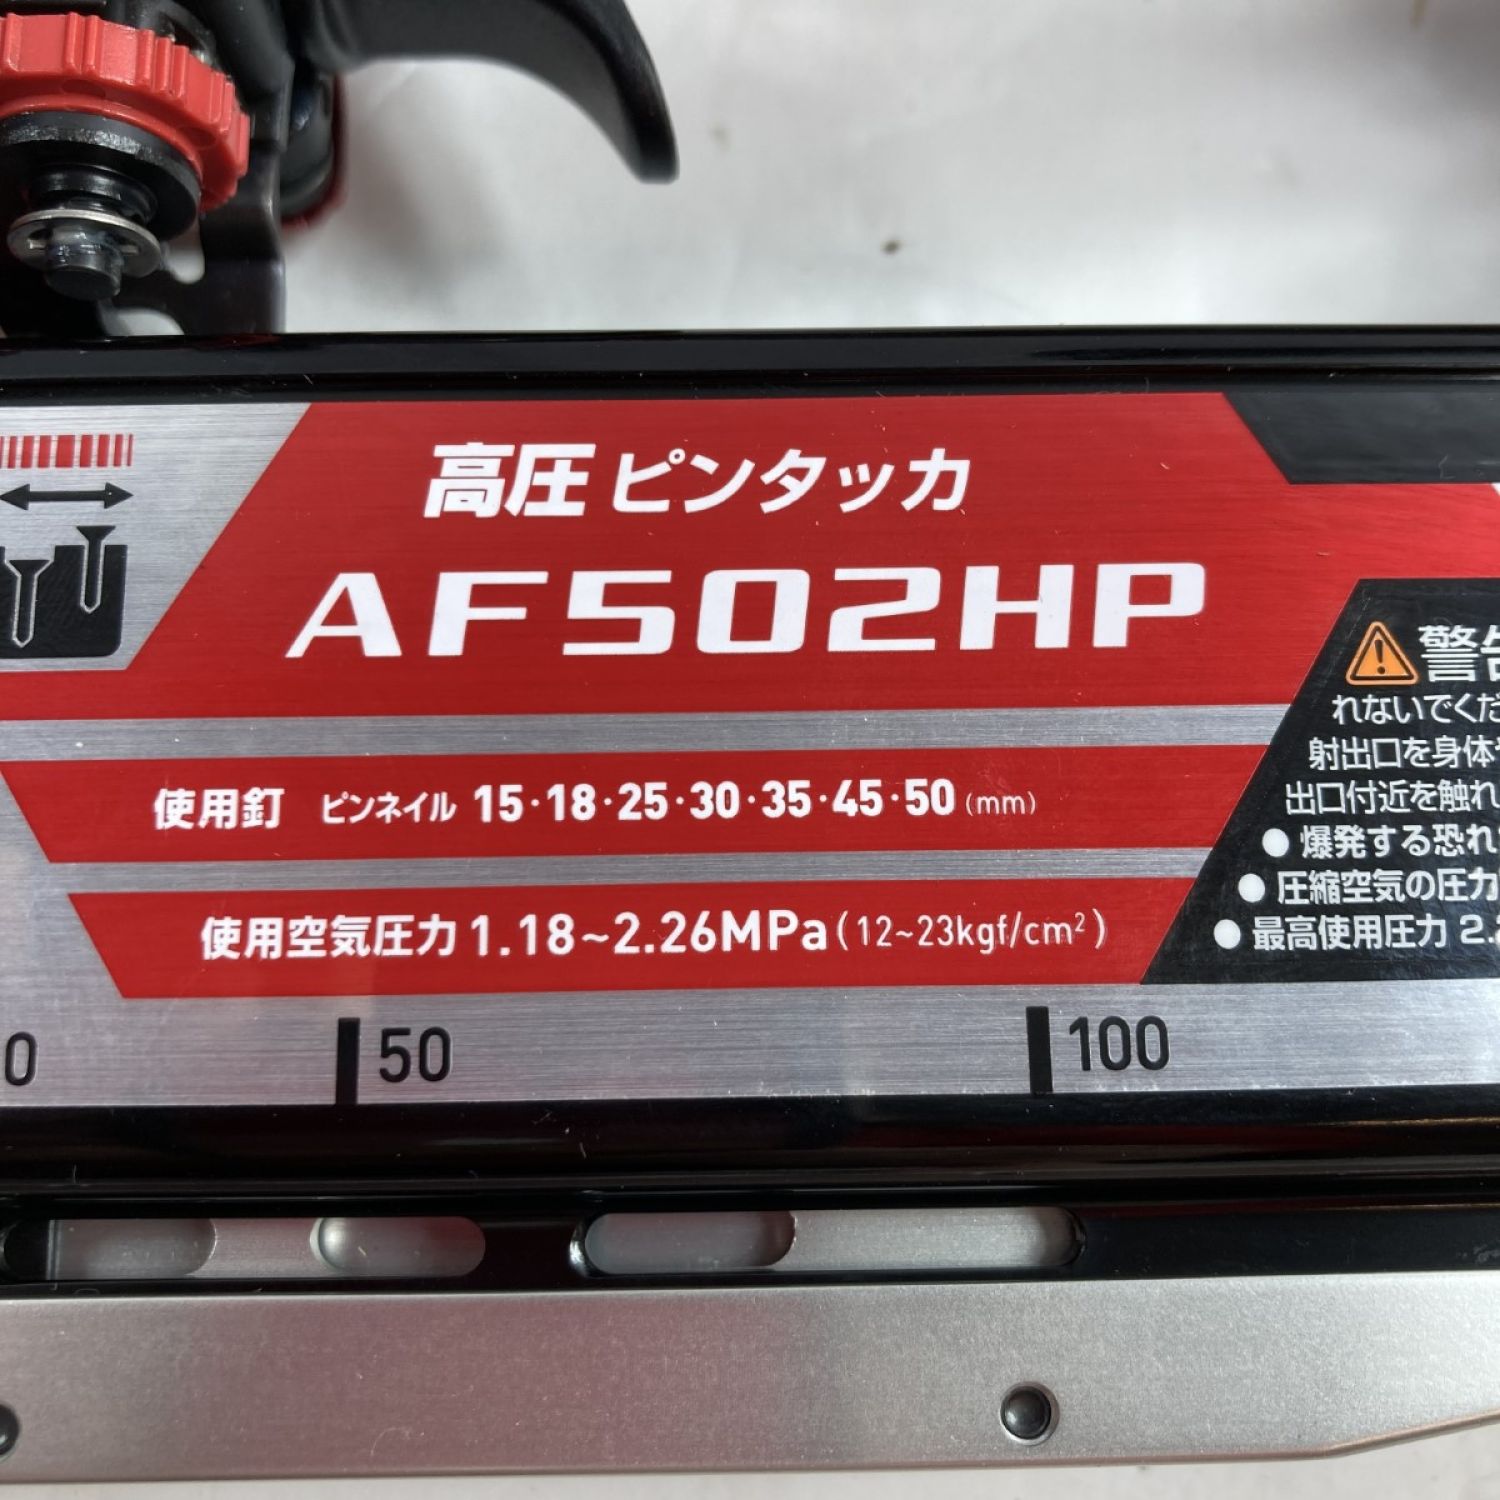 高圧ピンタッカ
AF502HP
使用釘 ピンネイル 15・18・25・30・35・45・50(mm)
使用空気圧力1.18~2.26MPa(12~23kgf/cm²)
警告
れないでくだ
射出口を身体や
出口付近を触れ
● 爆発する恐れ
● 圧縮空気の圧力
● 最高使用圧力 2.2
0 50 100